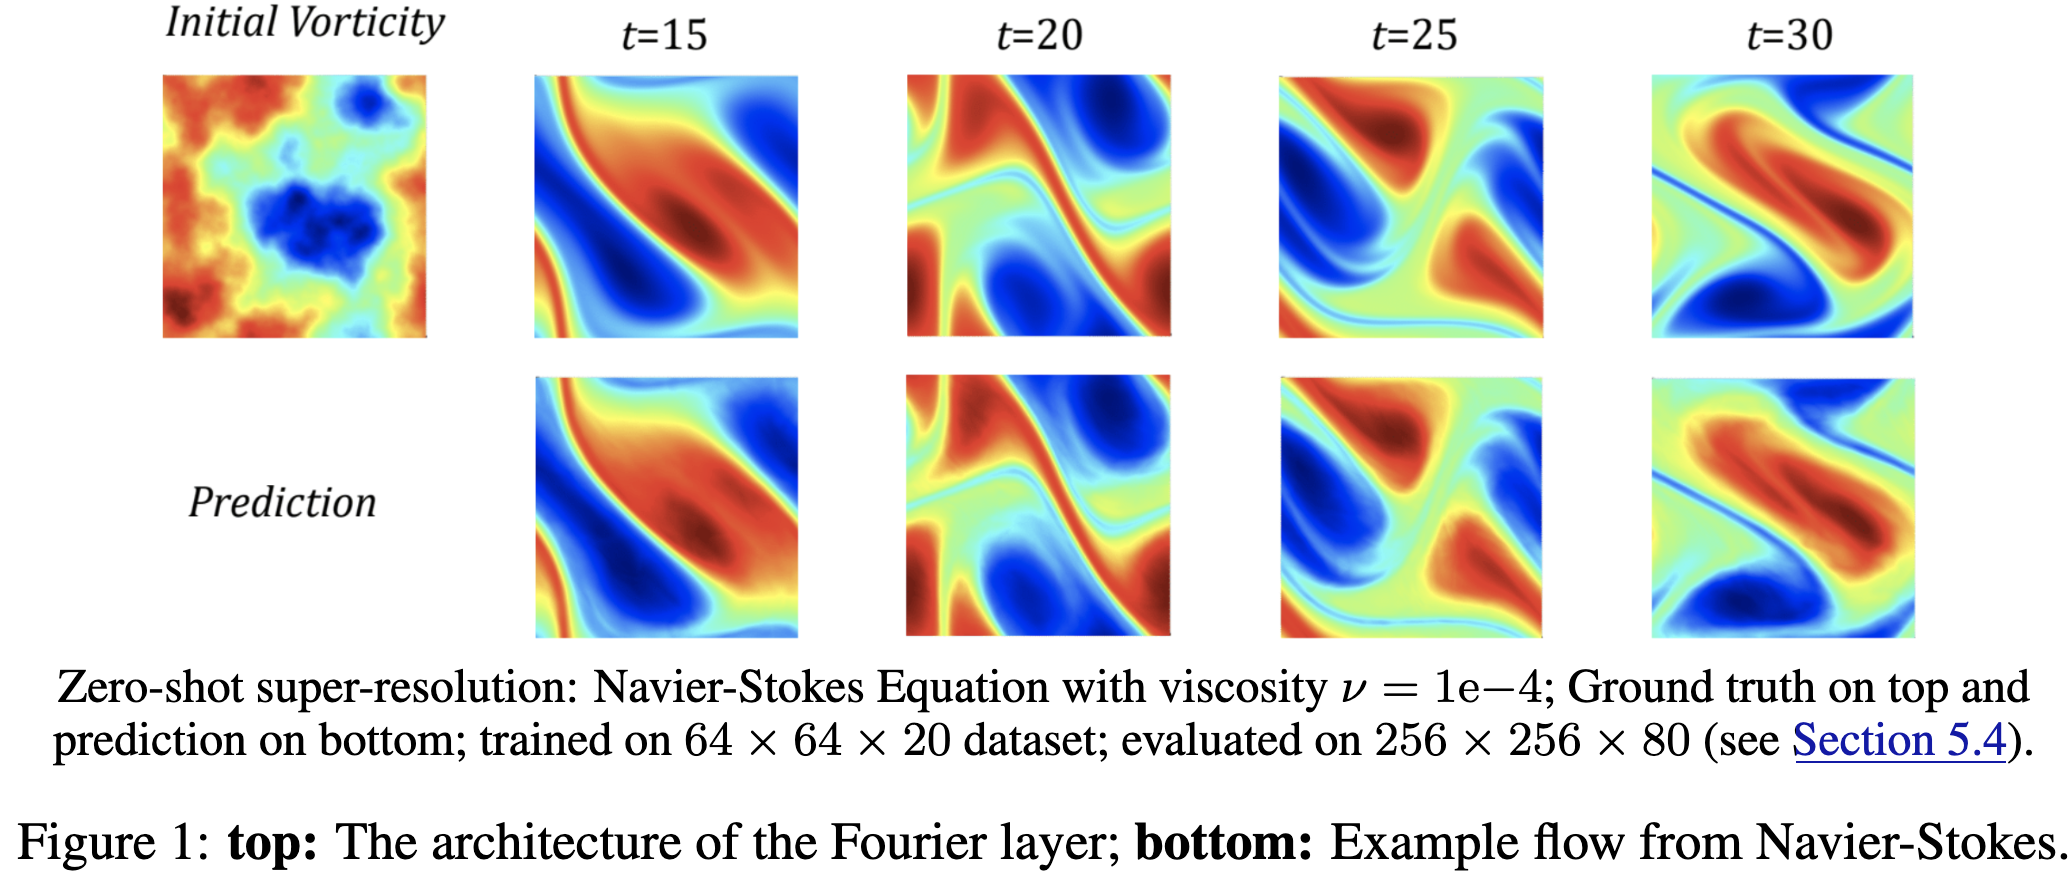 Initial Vorticity
t=15
t=20
t=25
t=30
Prediction
Zero-shot super-resolution: Navier-Stokes Equation with viscosity ν = 1e−4; Ground truth on top and
prediction on bottom; trained on 64 × 64 × 20 dataset; evaluated on 256 × 256 × 80 (see Section 5.4).
Figure 1: top: The architecture of the Fourier layer; bottom: Example flow from Navier-Stokes.